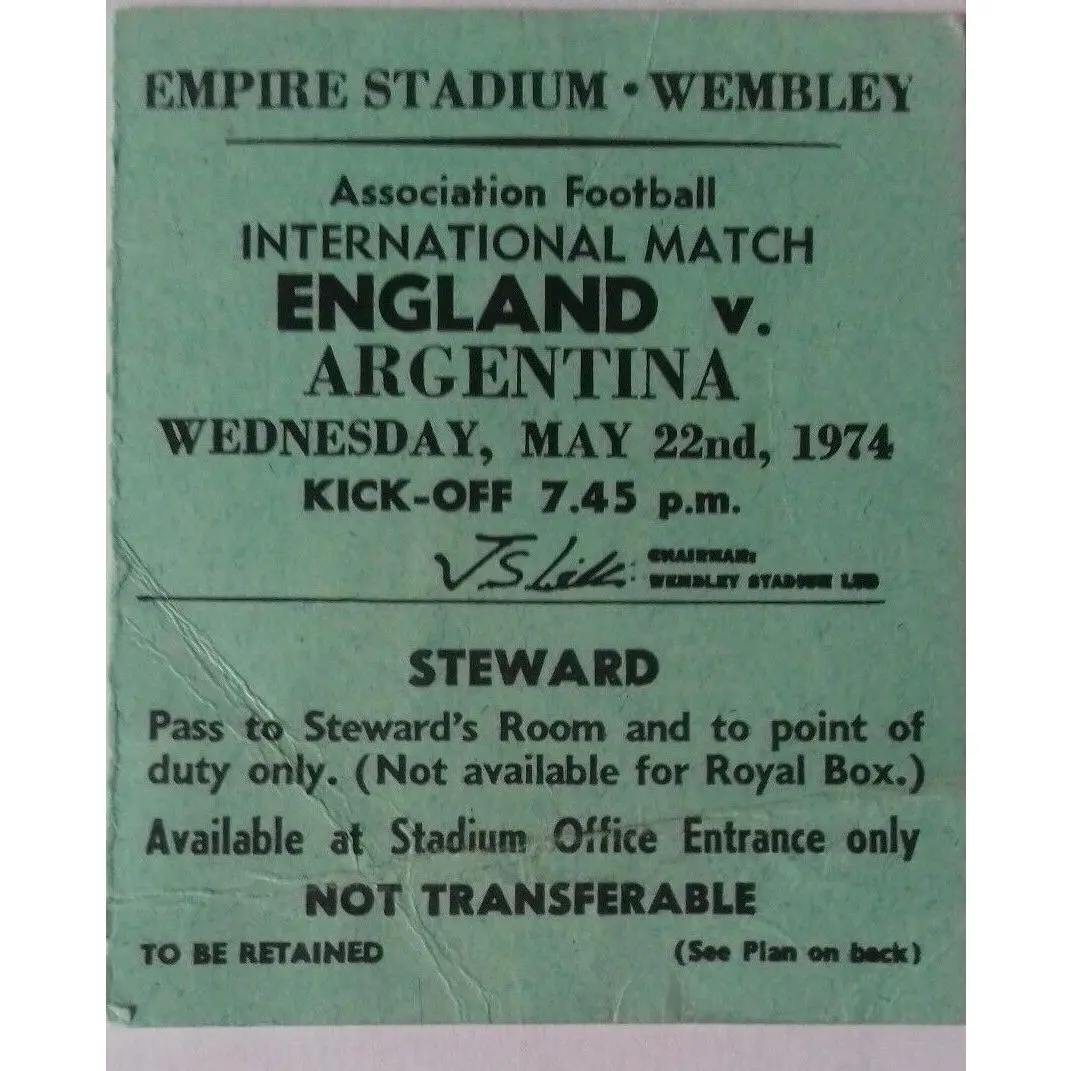 EMPIRE STADIUM • WEMBLEY
Association Football
INTERNATIONAL MATCH
ENGLAND v.
ARGENTINA
WEDNESDAY, MAY 22nd, 1974
KICK-OFF 7.45 p.m.
CHAIRMAN:
WEMBLEY STADIUM LTD
STEWARD
Pass to Steward's Room and to point of
duty only. (Not available for Royal Box.)
Available at Stadium Office Entrance only
NOT TRANSFERABLE
TO BE RETAINED (See Plan on back)